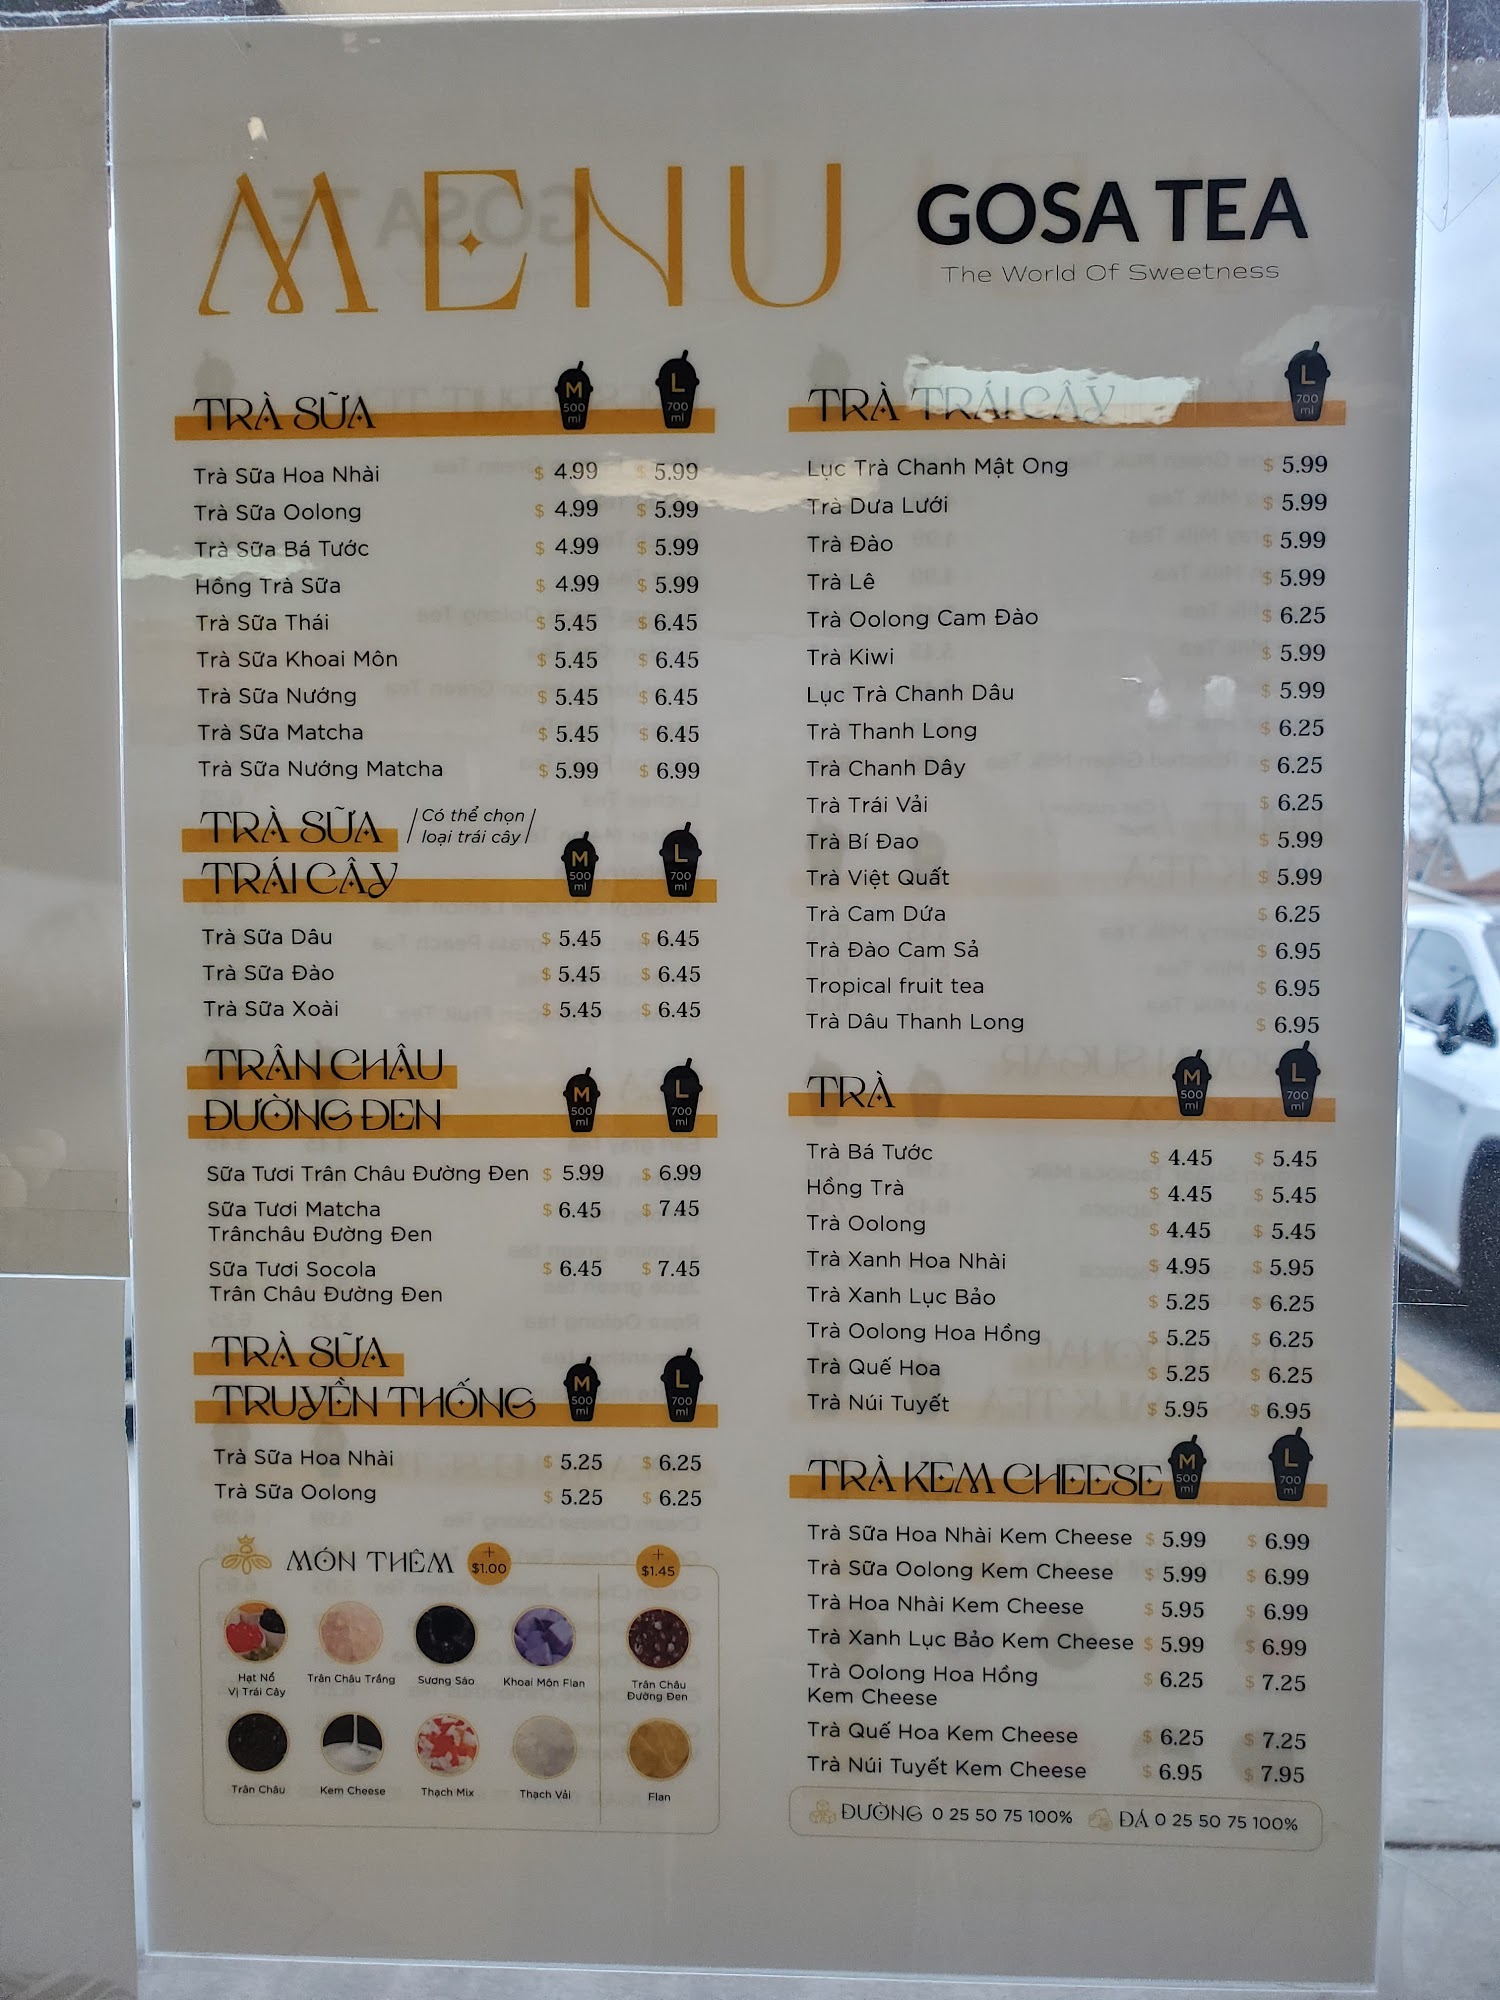 MENU
GOSA TEA
The World Of Sweetness
TRÀ SỮA M 500 ml L 700 ml
Trà Sữa Hoa Nhài $ 4.99 $ 5.99
Trà Sữa Oolong $ 4.99 $ 5.99
Trà Sữa Bá Tước $ 4.99 $ 5.99
Hồng Trà Sữa $ 4.99 $ 5.99
Trà Sữa Thái $ 5.45 $ 6.45
Trà Sữa Khoai Môn $ 5.45 $ 6.45
Trà Sữa Nướng $ 5.45 $ 6.45
Trà Sữa Matcha $ 5.45 $ 6.45
Trà Sữa Nướng Matcha $ 5.99 $ 6.99
TRÀ SỮA /Có thể chọn/
TRÁI CÂY /loại trái cây/ M 500 ml L 700 ml
Trà Sữa Dâu $ 5.45 $ 6.45
Trà Sữa Đào $ 5.45 $ 6.45
Trà Sữa Xoài $ 5.45 $ 6.45
TRÂN CHÂU
ĐƯỜNG ĐEN M 500 ml L 700 ml
Sữa Tươi Trân Châu Đường Đen $ 5.99 $ 6.99
Sữa Tươi Matcha $ 6.45 $ 7.45
Trânchâu Đường Đen
Sữa Tươi Socola $ 6.45 $ 7.45
Trân Châu Đường Đen
TRÀ SỮA
TRUYỀN THỐNG M 500 ml L 700 ml
Trà Sữa Hoa Nhài $ 5.25 $ 6.25
Trà Sữa Oolong $ 5.25 $ 6.25
MÓN THÊM + $1.00 + $1.45
Hạt Nổ Trân Châu Trắng Sương Sáo Khoai Môn Flan Trân Châu
Vị Trái Cây Đường Đen
Trân Châu Kem Cheese Thạch Mix Thạch Vải Flan
TRÀ TRÁI CÂY L 700 ml
Lục Trà Chanh Mật Ong $ 5.99
Trà Dưa Lưới $ 5.99
Trà Đào $ 5.99
Trà Lê $ 5.99
Trà Oolong Cam Đào $ 6.25
Trà Kiwi $ 5.99
Lục Trà Chanh Dâu $ 5.99
Trà Thanh Long $ 6.25
Trà Chanh Dây $ 6.25
Trà Trái Vải $ 6.25
Trà Bí Đao $ 5.99
Trà Việt Quất $ 5.99
Trà Cam Dứa $ 6.25
Trà Đào Cam Sả $ 6.95
Tropical fruit tea $ 6.95
Trà Dâu Thanh Long $ 6.95
TRÀ M 500 ml L 700 ml
Trà Bá Tước $ 4.45 $ 5.45
Hồng Trà $ 4.45 $ 5.45
Trà Oolong $ 4.45 $ 5.45
Trà Xanh Hoa Nhài $ 4.95 $ 5.95
Trà Xanh Lục Bảo $ 5.25 $ 6.25
Trà Oolong Hoa Hồng $ 5.25 $ 6.25
Trà Quế Hoa $ 5.25 $ 6.25
Trà Núi Tuyết $ 5.95 $ 6.95
TRÀ KEM CHEESE M 500 ml L 700 ml
Trà Sữa Hoa Nhài Kem Cheese $ 5.99 $ 6.99
Trà Sữa Oolong Kem Cheese $ 5.99 $ 6.99
Trà Hoa Nhài Kem Cheese $ 5.95 $ 6.99
Trà Xanh Lục Bảo Kem Cheese $ 5.99 $ 6.99
Trà Oolong Hoa Hồng $ 6.25 $ 7.25
Kem Cheese
Trà Quế Hoa Kem Cheese $ 6.25 $ 7.25
Trà Núi Tuyết Kem Cheese $ 6.95 $ 7.95
ĐƯỜNG 0 25 50 75 100% ĐÁ 0 25 50 75 100%